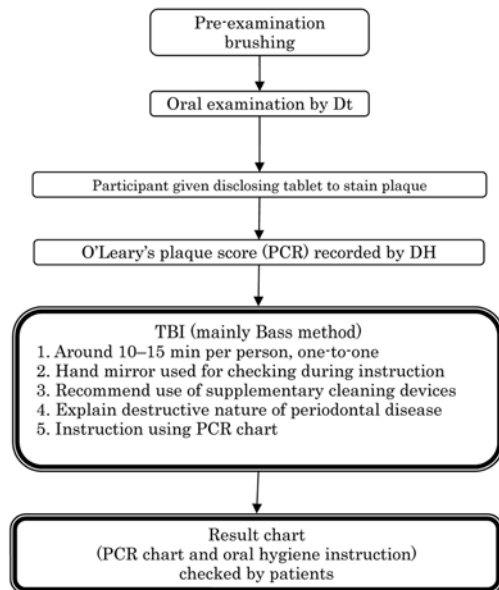 Pre-examination
brushing
Oral examination by Dt
Participant given disclosing tablet to stain plaque
O’Leary’s plaque score (PCR) recorded by DH
TBI (mainly Bass method)
1. Around 10–15 min per person, one-to-one
2. Hand mirror used for checking during instruction
3. Recommend use of supplementary cleaning devices
4. Explain destructive nature of periodontal disease
5. Instruction using PCR chart
Result chart
(PCR chart and oral hygiene instruction)
checked by patients